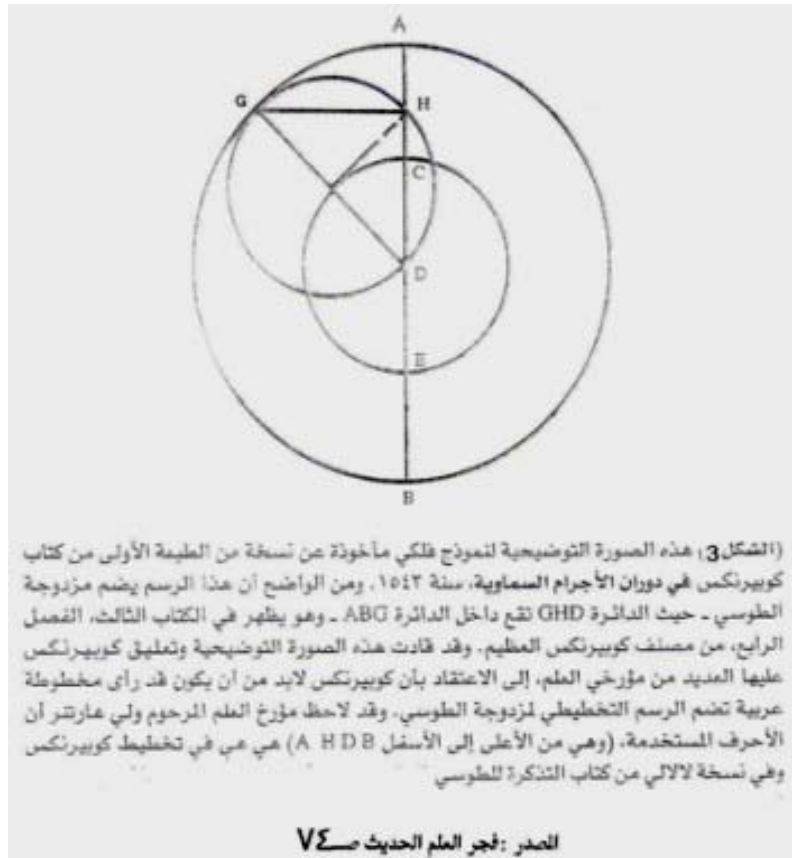 A
G
H
C
D
E
B
(الشكل3) هذه الصورة التوضيحية لنموذج فلكي مأخوذة عن نسخة من الطبعة الأولى من كتاب
كوبيرنكس في دوران الأجرام السماوية، سنة ١٥٤٣. ومن الواضح أن هذا الرسم يضم مزدوجة
الطوسي - حيث الدائرة GHD تقع داخل الدائرة ABG - وهو يظهر في الكتاب الثالث، الفصل
الرابع، من مصنف كوبيرنكس العظيم. وقد قادت هذه الصورة التوضيحية وتعليق كوبيرنكس
عليها العديد من مؤرخي العلم، إلى الاعتقاد بأن كوبيرنكس لابد من أن يكون قد رأى مخطوطة
عربية تضم الرسم التخطيطي لمزدوجة الطوسي. وقد لاحظ مؤرخ العلم المرحوم ولي هارتنر أن
الأحرف المستخدمة، (وهي من الأعلى إلى الأسفل A H D B) هي هي في تخطيط كوبيرنكس
وفي نسخة لالالي من كتاب التذكرة للطوسي
المصدر :فجر العلم الحديث صـ ٧٤